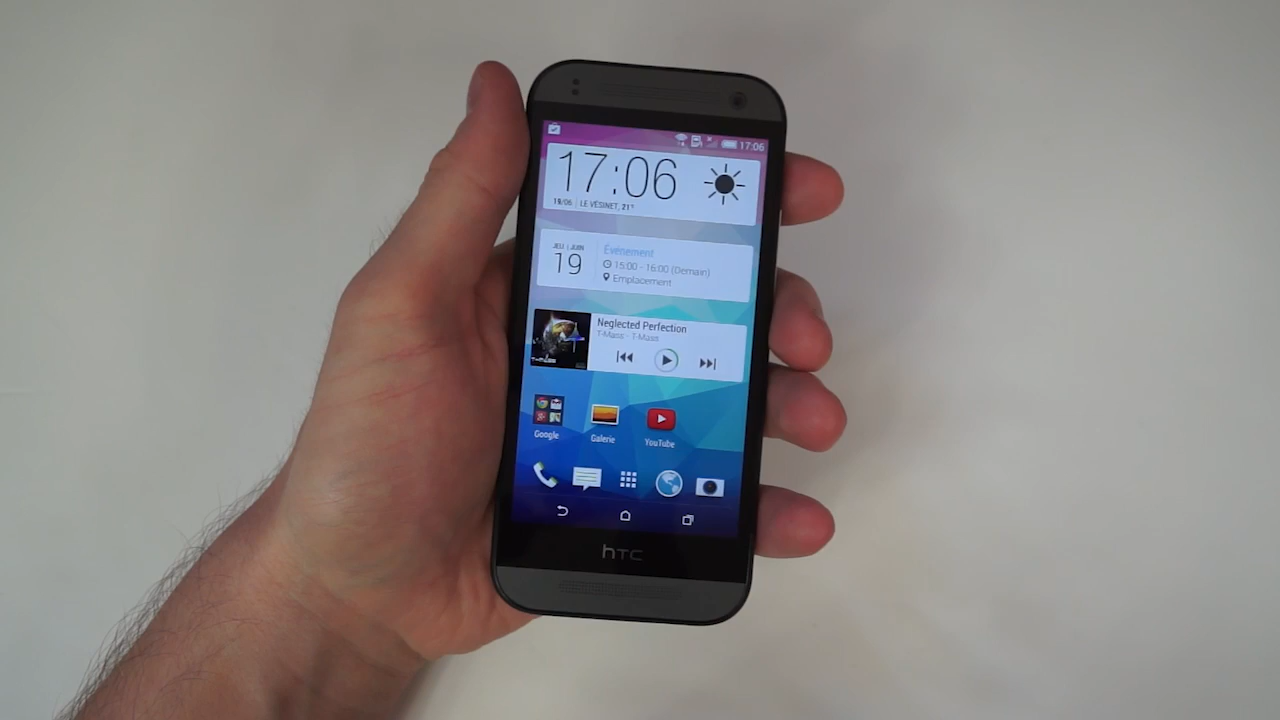 17:06
17:06
19/06 | LE VÉSINET, 21°
JEU. | JUIN
19
Évènement
15:00 - 16:00 (Demain)
Emplacement
Neglected Perfection
T-Mass - T-Mass
Google
Galerie
YouTube
hTC